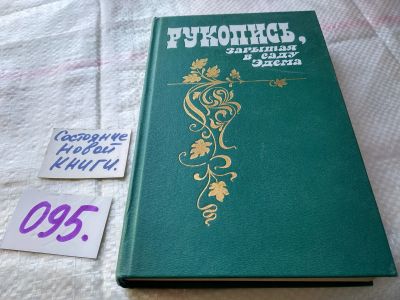 РУКОПИСЬ,
зарытая
в саду
Эдема
Состояние
новой
книги.
095.